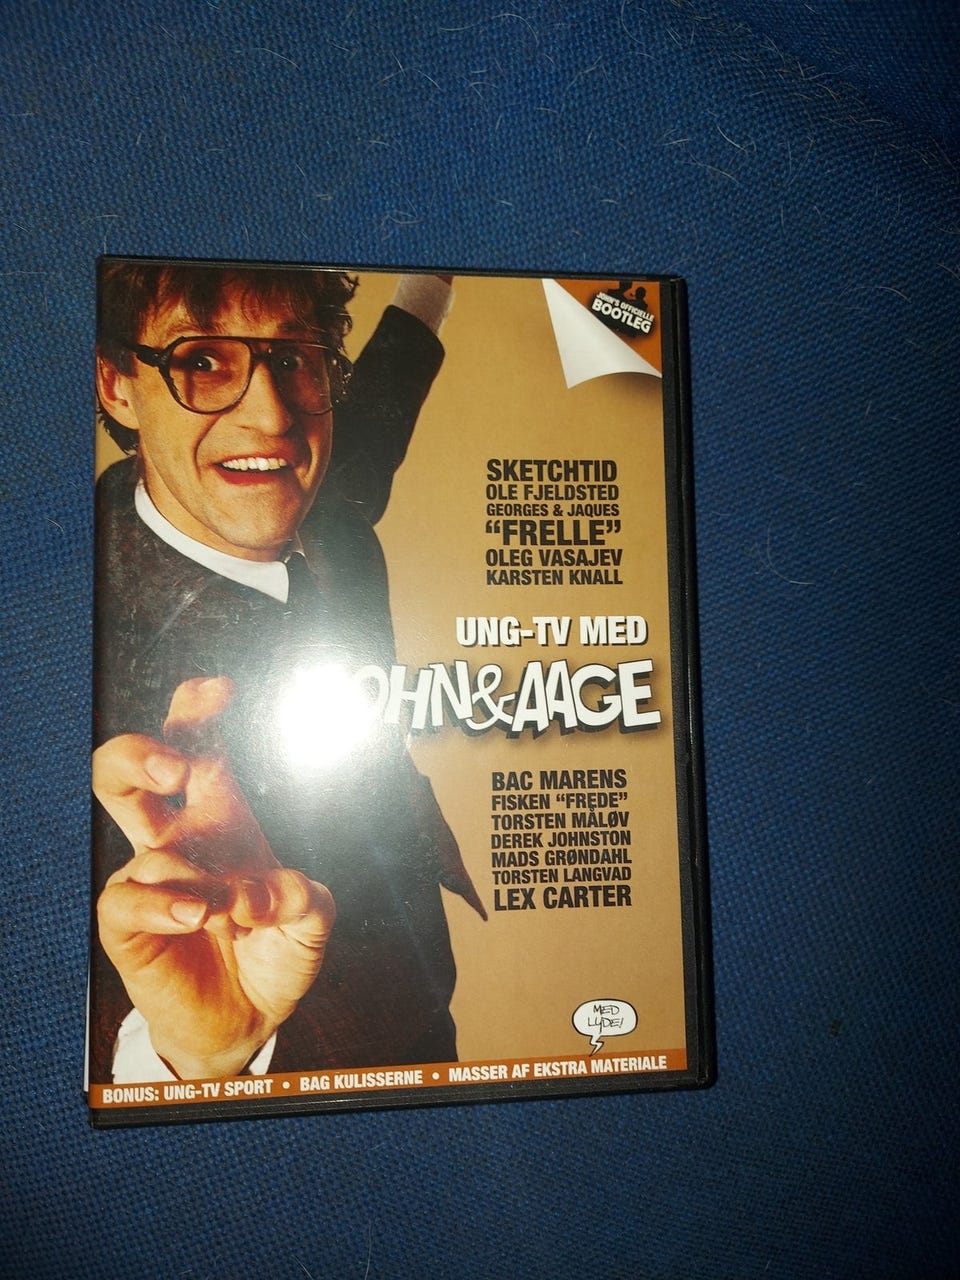 JOHN'S OFFICIELLE
BOOTLEG
SKETCHTID
OLE FJELDSTED
GEORGES & JAQUES
“FRELLE”
OLEG VASAJEV
KARSTEN KNALL
UNG-TV MED
JOHN&AAGE
BAC MARENS
FISKEN “FREDE”
TORSTEN MÅLØV
DEREK JOHNSTON
MADS GRØNDAHL
TORSTEN LANGVAD
LEX CARTER
MED
LYDE!
BONUS: UNG-TV SPORT • BAG KULISSERNE • MASSER AF EKSTRA MATERIALE